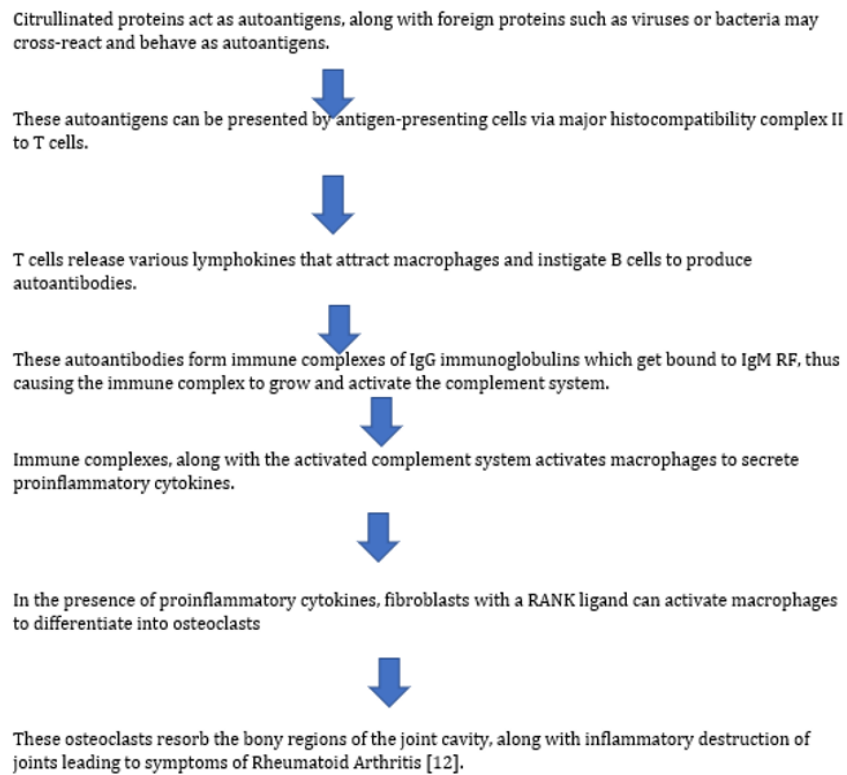 Citrullinated proteins act as autoantigens, along with foreign proteins such as viruses or bacteria may
cross-react and behave as autoantigens.
These autoantigens can be presented by antigen-presenting cells via major histocompatibility complex II
to T cells.
T cells release various lymphokines that attract macrophages and instigate B cells to produce
autoantibodies.
These autoantibodies form immune complexes of IgG immunoglobulins which get bound to IgM RF, thus
causing the immune complex to grow and activate the complement system.
Immune complexes, along with the activated complement system activates macrophages to secrete
proinflammatory cytokines.
In the presence of proinflammatory cytokines, fibroblasts with a RANK ligand can activate macrophages
to differentiate into osteoclasts
These osteoclasts resorb the bony regions of the joint cavity, along with inflammatory destruction of
joints leading to symptoms of Rheumatoid Arthritis [12].